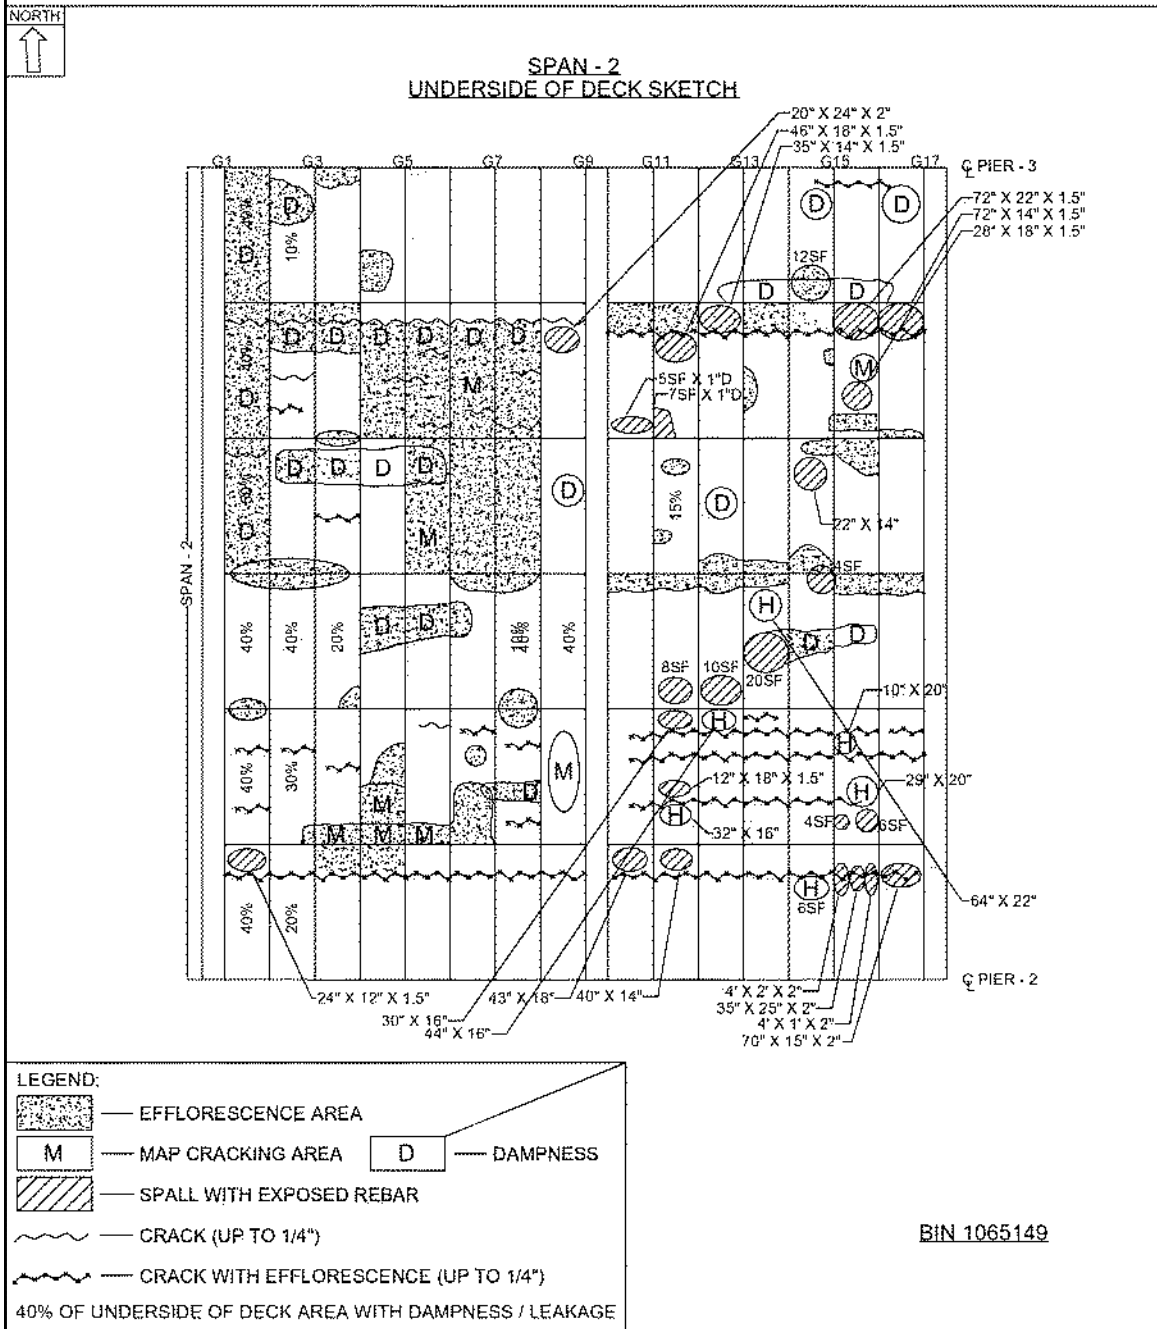 NORTH
SPAN - 2
UNDERSIDE OF DECK SKETCH
20" X 24" X 2"
46" X 18" X 1.5"
35" X 14" X 1.5"
G1 G3 G5 G7 G9 G11 G13 G15 G17
℄ PIER - 3
72" X 22" X 1.5"
72" X 14" X 1.5"
28" X 18" X 1.5"
D D D
40%
D
10%
12SF
D D
D D D D D D
40%
M
M
5SF X 1"D
7SF X 1"D
D
D D D D
60%
D
D
15%
D
22" X 14"
M
SPAN - 2
4SF
H
D D
D D
40% 40% 20% 40%
8SF 10SF
20SF
10" X 20"
H
H
M
40% 30%
12" X 18" X 1.5"
29" X 20"
H
D
M
H
32" X 16"
4SF 6SF
M M M
H
6SF
64" X 22"
40% 20%
℄ PIER - 2
24" X 12" X 1.5"
43" X 18"
40" X 14"
4' X 2' X 2"
30" X 16"
35" X 25" X 2"
44" X 16"
4' X 1' X 2"
70" X 15" X 2"
LEGEND:
EFFLORESCENCE AREA
M MAP CRACKING AREA D DAMPNESS
SPALL WITH EXPOSED REBAR
CRACK (UP TO 1/4")
BIN 1065149
CRACK WITH EFFLORESCENCE (UP TO 1/4")
40% OF UNDERSIDE OF DECK AREA WITH DAMPNESS / LEAKAGE